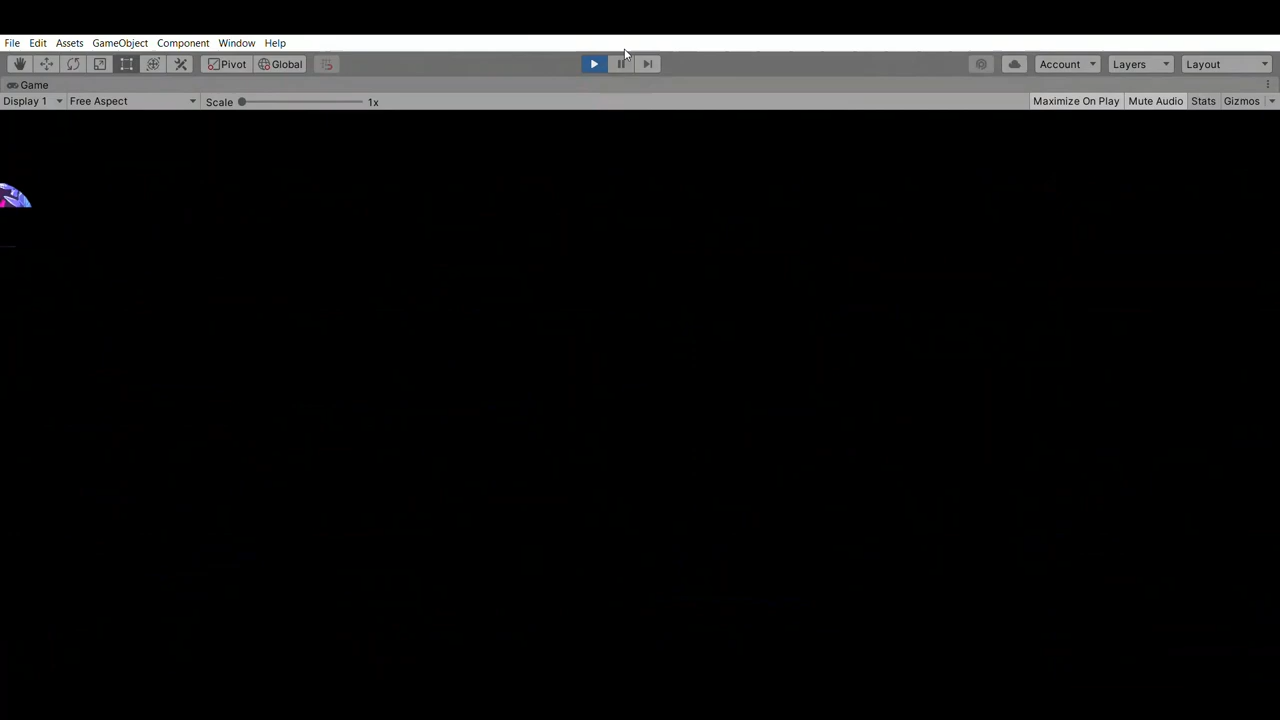 File Edit Assets GameObject Component Window Help
Pivot Global Account Layers Layout
Game
Display 1 Free Aspect Scale 1x Maximize On Play Mute Audio Stats Gizmos